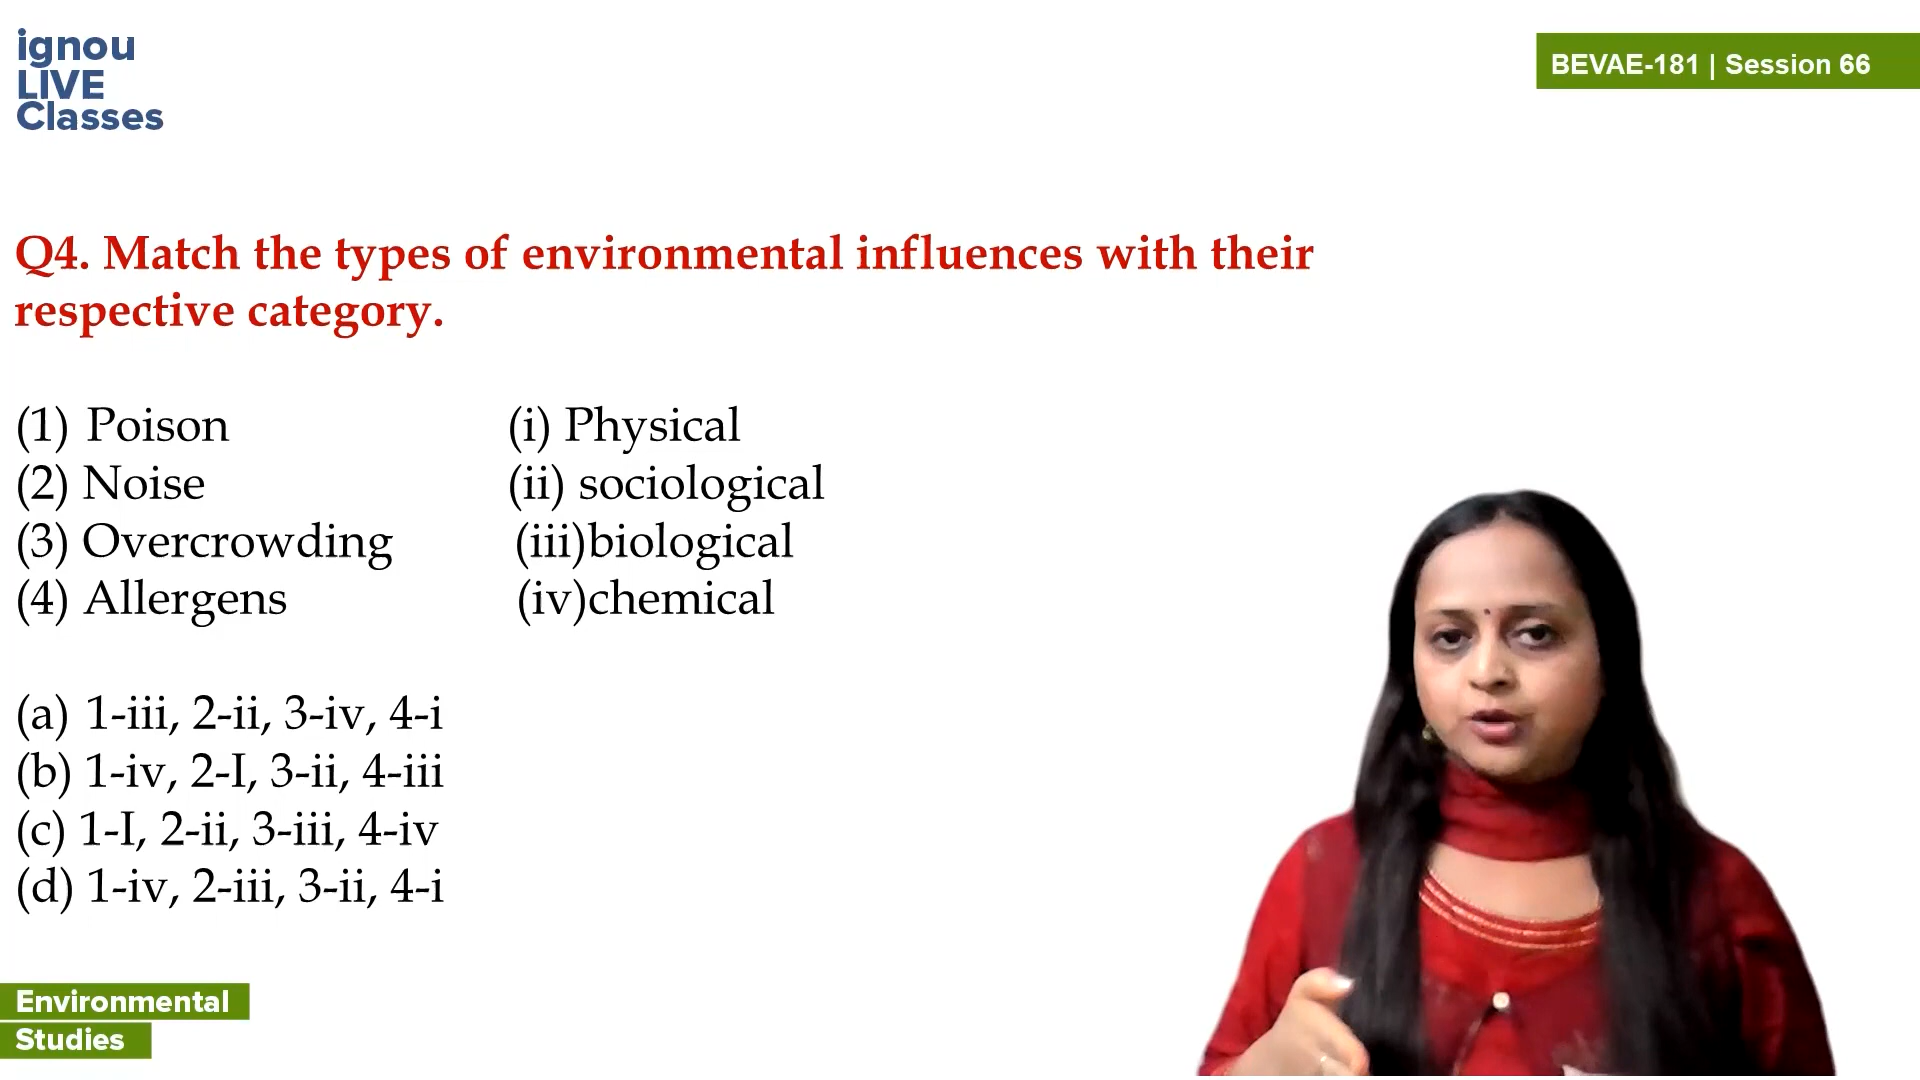 ignou
LIVE
Classes
BEVAE-181 | Session 66
Q4. Match the types of environmental influences with their
respective category.
(1) Poison (i) Physical
(2) Noise (ii) sociological
(3) Overcrowding (iii)biological
(4) Allergens (iv)chemical
(a) 1-iii, 2-ii, 3-iv, 4-i
(b) 1-iv, 2-I, 3-ii, 4-iii
(c) 1-I, 2-ii, 3-iii, 4-iv
(d) 1-iv, 2-iii, 3-ii, 4-i
Environmental
Studies